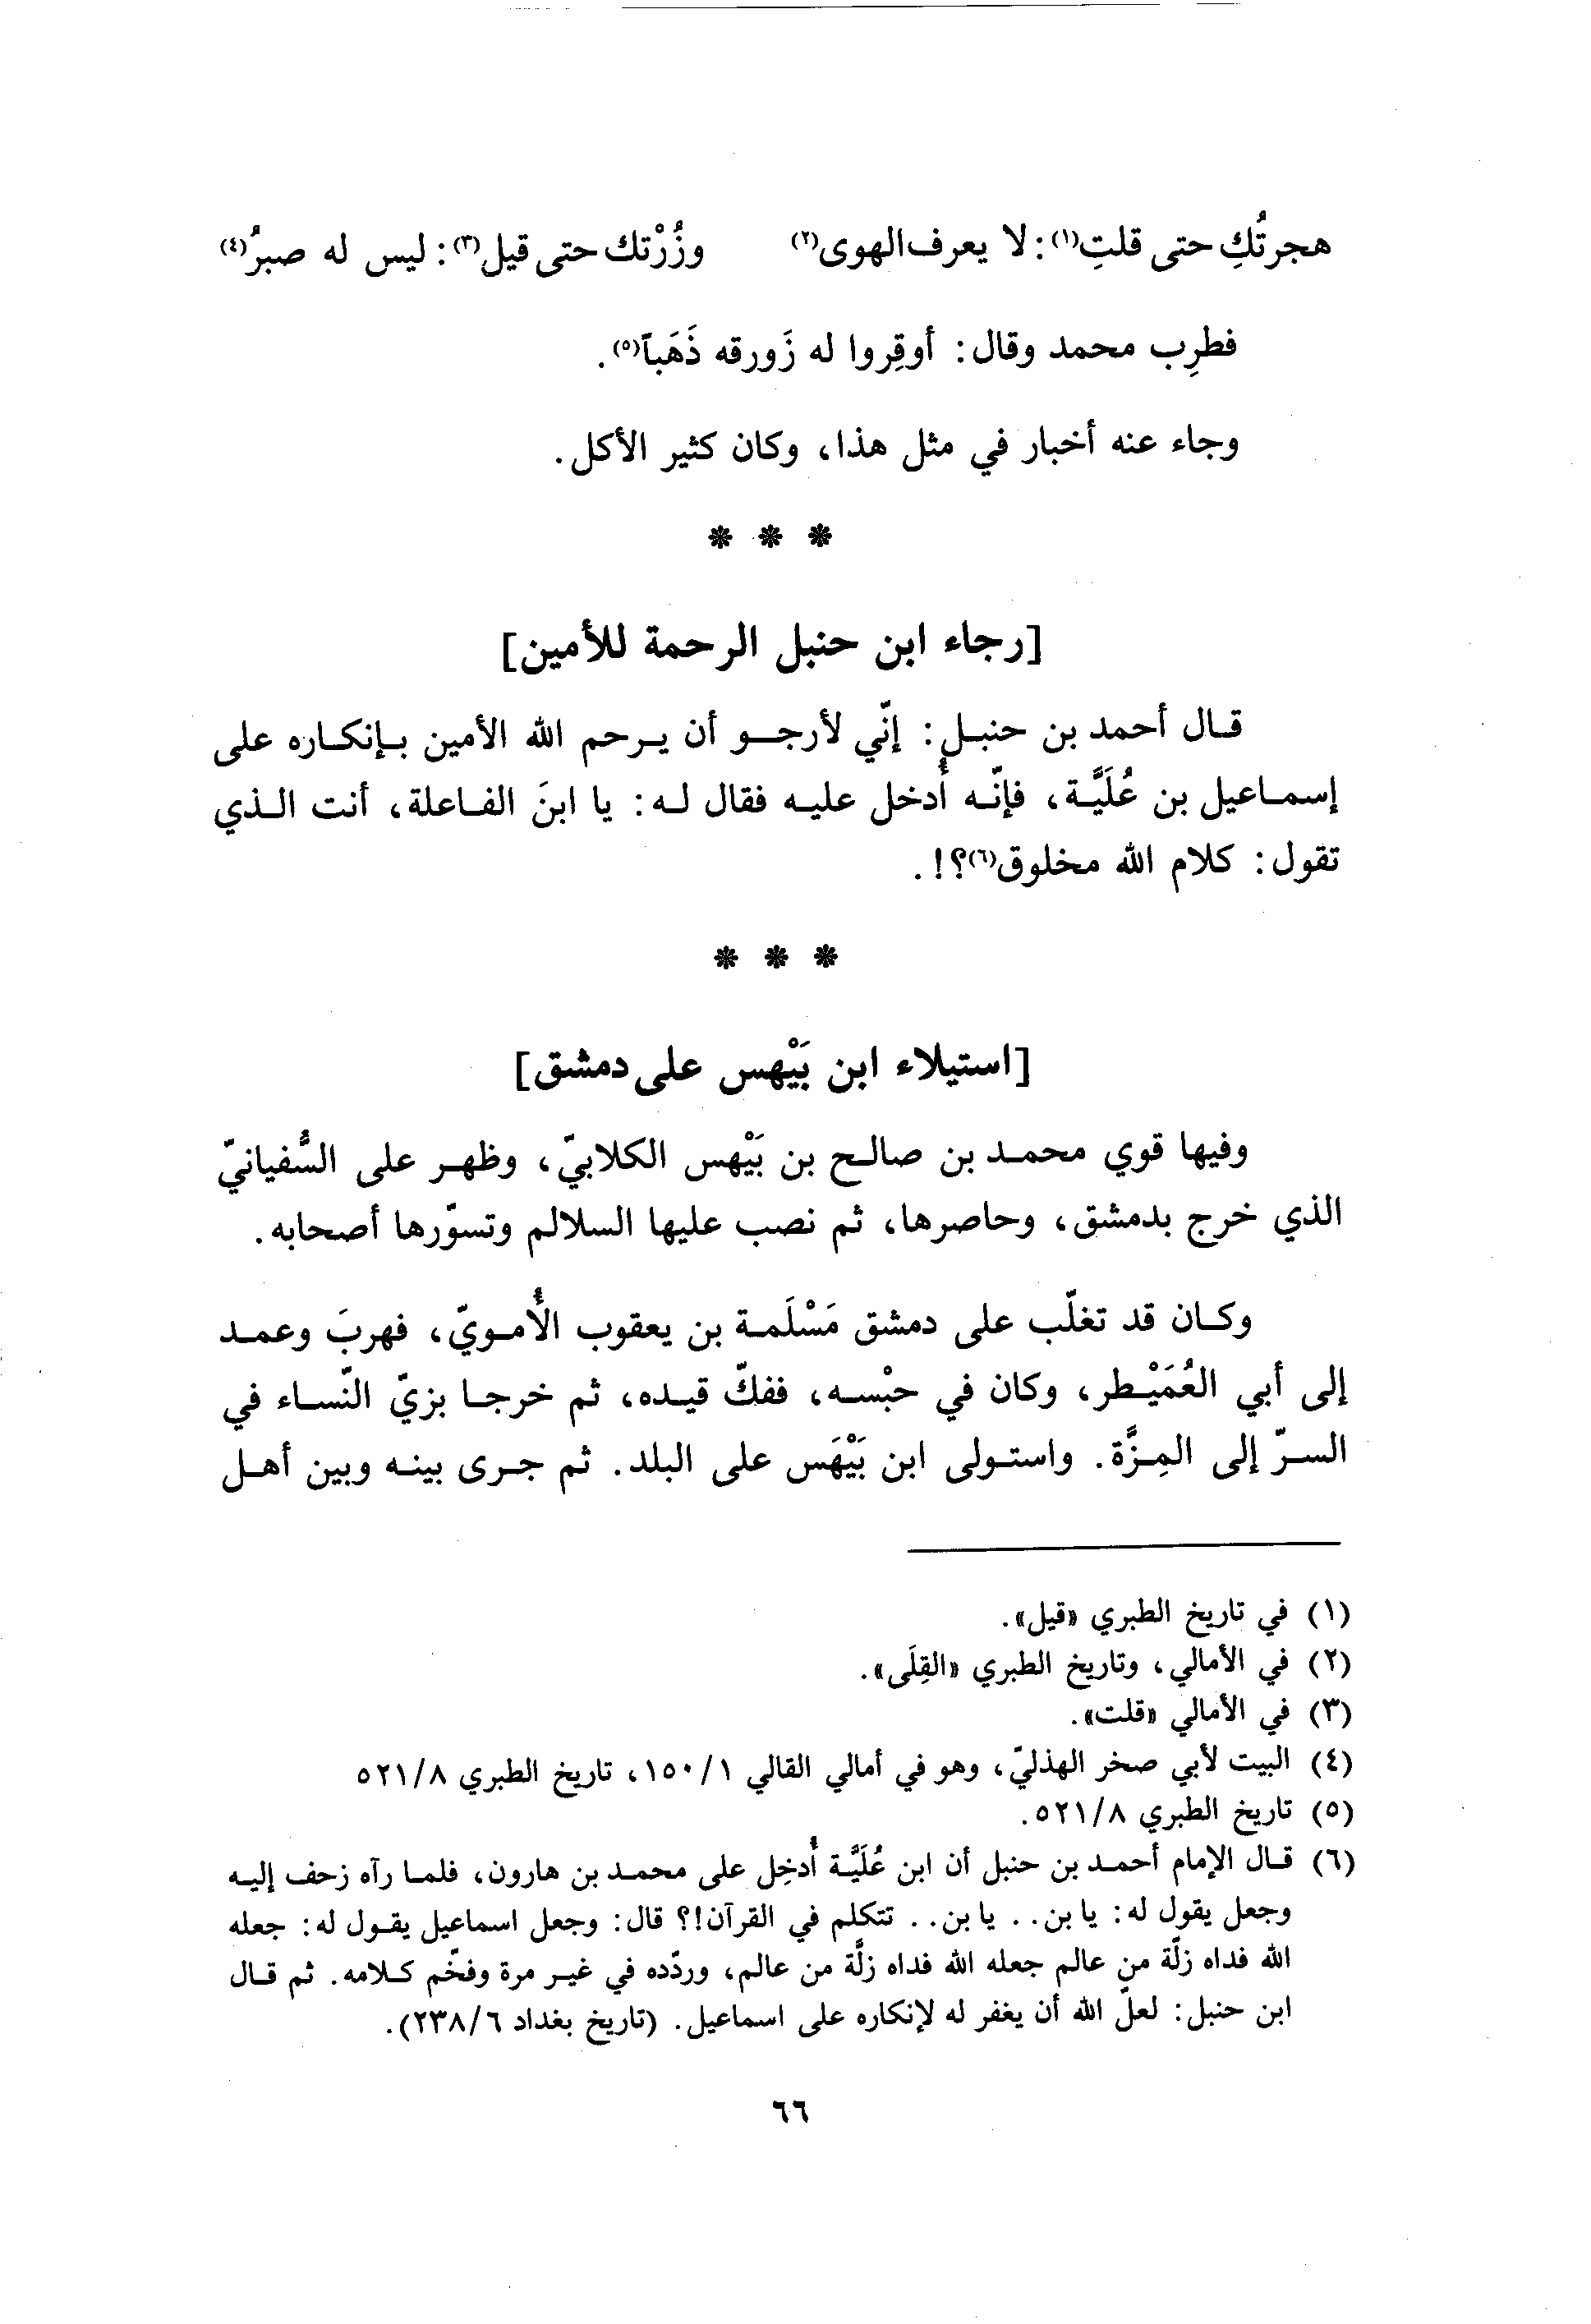 هجرتُكِ حتى قلتِ(١): لا يعرف الهوى(٢) وزُرْتك حتى قيل(٣): ليس له صبرُ(٤)
فطرِب محمد وقال: أوقِروا له زَورقه ذَهَباً(٥).
وجاء عنه أخبار في مثل هذا، وكان كثير الأكل.
* * *
[رجاء ابن حنبل الرحمة للأمين]
قال أحمد بن حنبل: إنّي لأرجو أن يرحم الله الأمين بإنكاره على
إسماعيل بن عُلَيَّة، فإنّه أُدخل عليه فقال له: يا ابنَ الفاعلة، أنت الذي
تقول: كلام الله مخلوق(٦)؟!.
* * *
[استيلاء ابن بَيْهس على دمشق]
وفيها قوي محمد بن صالح بن بَيْهس الكلابيّ، وظهر على السُّفيانيّ
الذي خرج بدمشق، وحاصرها، ثم نصب عليها السلالم وتسوّرها أصحابه.
وكان قد تغلّب على دمشق مَسْلَمة بن يعقوب الأُمويّ، فهربَ وعمد
إلى أبي العُمَيْطر، وكان في حبْسه، ففكّ قيده، ثم خرجا بزيّ النّساء في
السرّ إلى المِزَّة. واستولى ابن بَيْهَس على البلد. ثم جرى بينه وبين أهل
(١) في تاريخ الطبري «قيل».
(٢) في الأمالي، وتاريخ الطبري «القِلَى».
(٣) في الأمالي «قلت».
(٤) البيت لأبي صخر الهذليّ، وهو في أمالي القالي ١/١٥٠، تاريخ الطبري ٨/٥٢١
(٥) تاريخ الطبري ٨/٥٢١.
(٦) قال الإمام أحمد بن حنبل أن ابن عُلَيَّة أُدخِل على محمد بن هارون، فلما رآه زحف إليه
وجعل يقول له: يا بن.. يا بن.. تتكلم في القرآن!؟ قال: وجعل اسماعيل يقول له: جعله
الله فداه زلّة من عالم جعله الله فداه زلَّة من عالم، وردّده في غير مرة وفخّم كلامه. ثم قال
ابن حنبل: لعلّ الله أن يغفر له لإنكاره على اسماعيل. (تاريخ بغداد ٦/٢٣٨).
٦٦